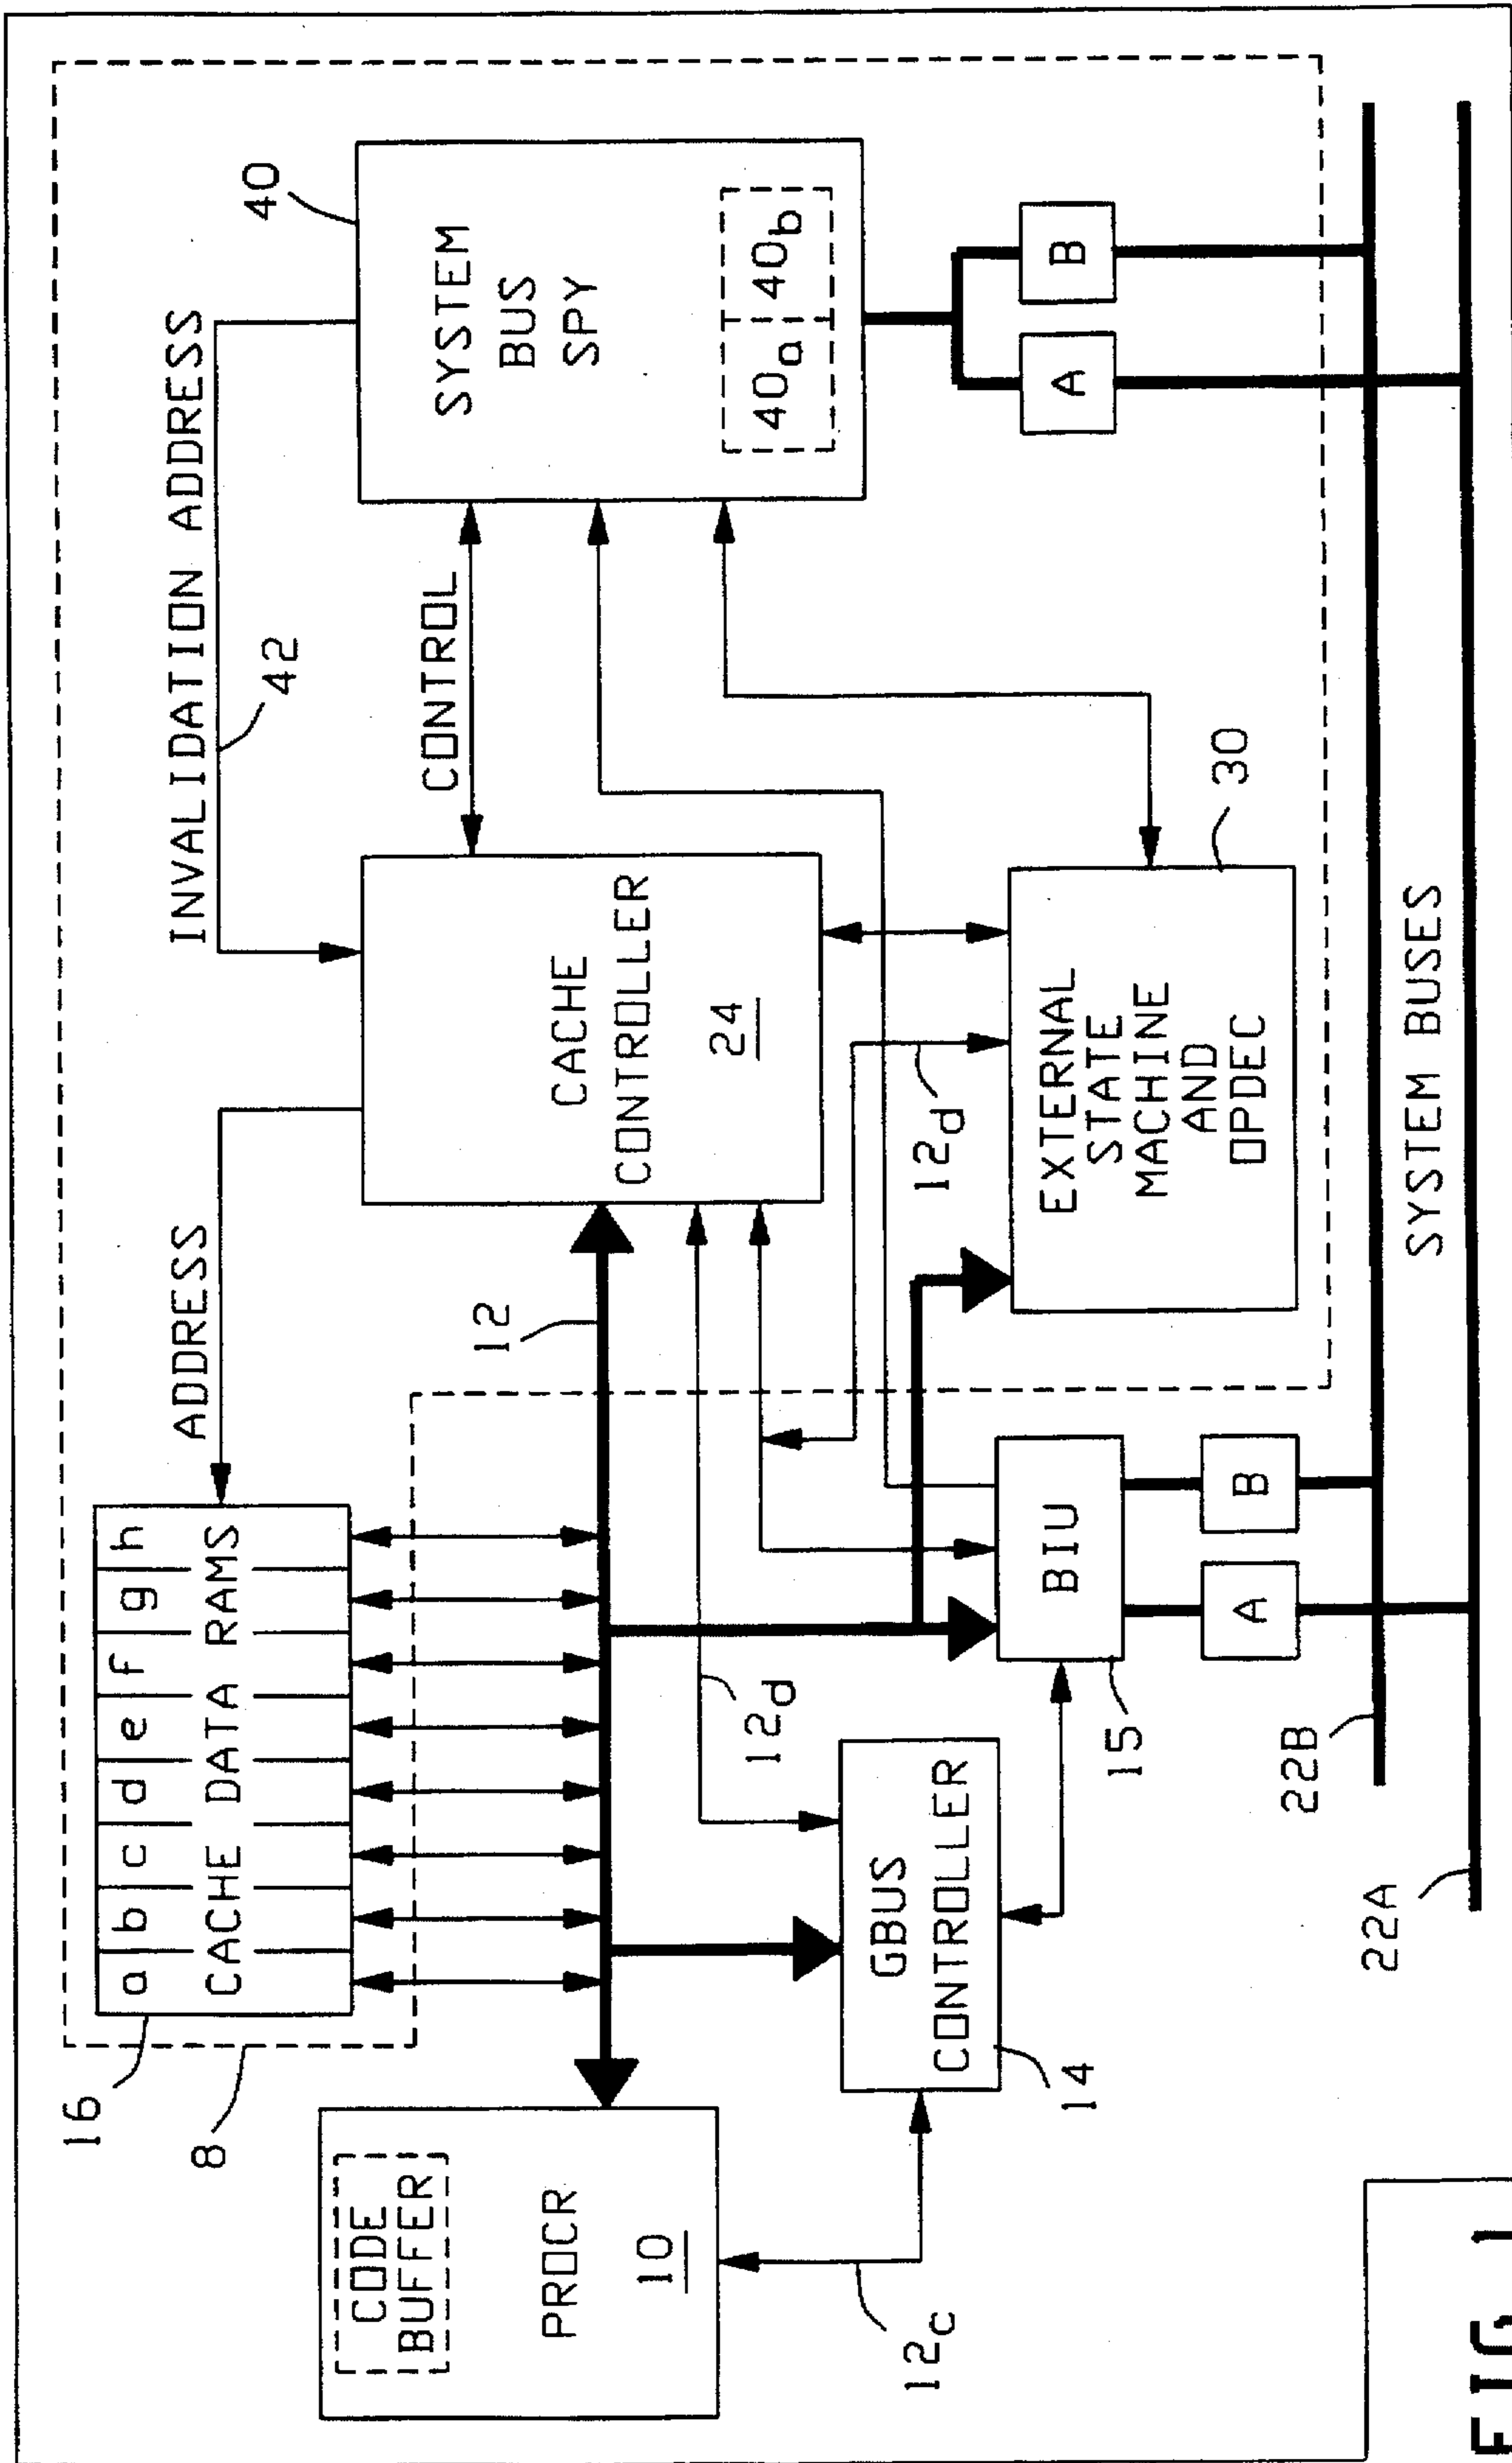 INVALIDATION ADDRESS
42
ADDRESS
40
SYSTEM
BUS
SPY
40a 40b
CONTROL
16
8
a b c d e f g h
CACHE DATA RAMS
CACHE
CONTROLLER
24
12
CODE
BUFFER
PROCR
10
12c
12d
12d
GBUS
CONTROLLER
14
BIU
15
EXTERNAL
STATE
MACHINE
AND
OPDEC
30
A B
A B
22B
22A
SYSTEM BUSES
FIG. 1